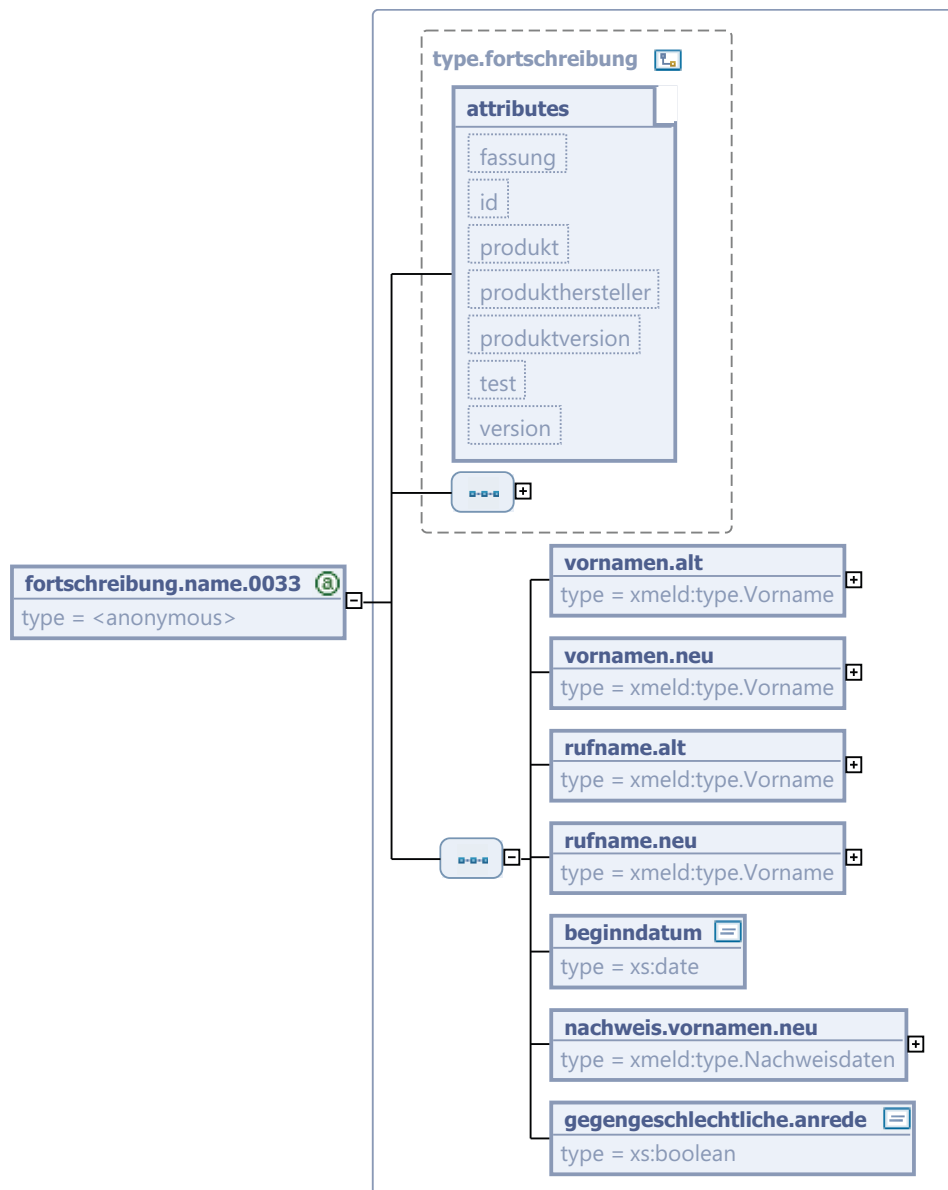 type.fortschreibung
attributes
fassung
id
produkt
produkthersteller
produktversion
test
version
fortschreibung.name.0033 @
type = <anonymous>
vornamen.alt
type = xmeld:type.Vorname
vornamen.neu
type = xmeld:type.Vorname
rufname.alt
type = xmeld:type.Vorname
rufname.neu
type = xmeld:type.Vorname
beginndatum
type = xs:date
nachweis.vornamen.neu
type = xmeld:type.Nachweisdaten
gegengeschlechtliche.anrede
type = xs:boolean